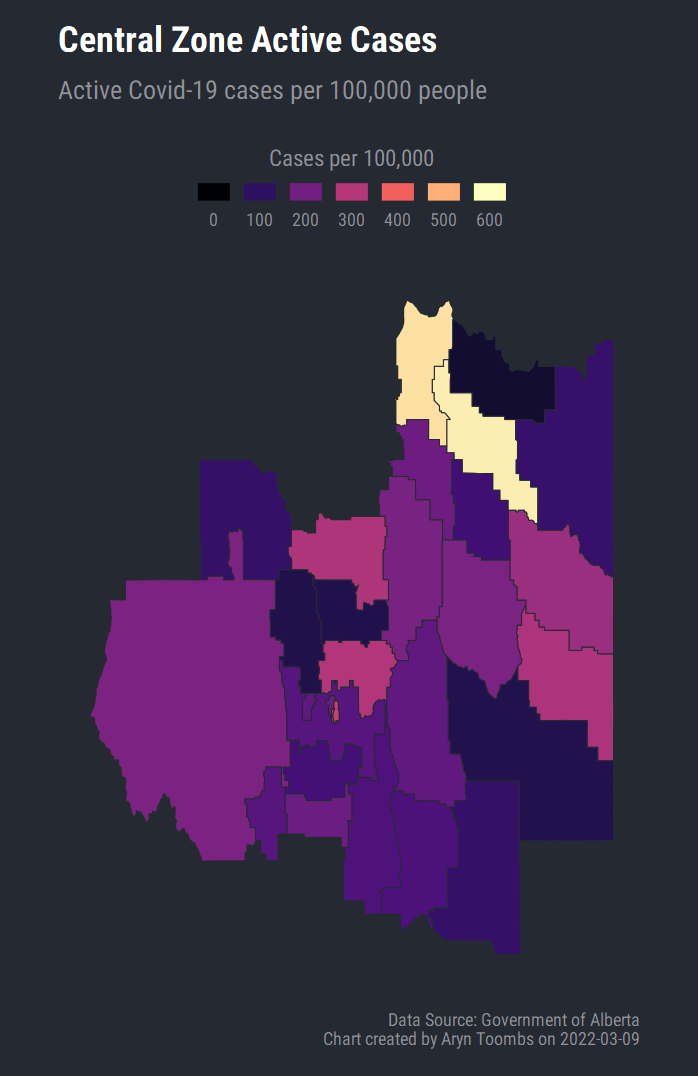 Central Zone Active Cases
Active Covid-19 cases per 100,000 people
Cases per 100,000
0 100 200 300 400 500 600
Data Source: Government of Alberta
Chart created by Aryn Toombs on 2022-03-09